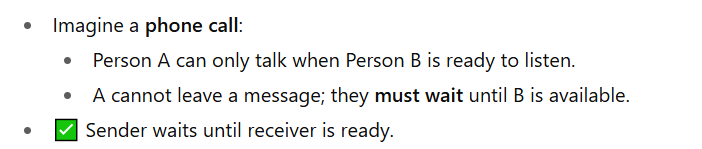 Imagine a phone call:
Person A can only talk when Person B is ready to listen.
A cannot leave a message; they must wait until B is available.
✅ Sender waits until receiver is ready.